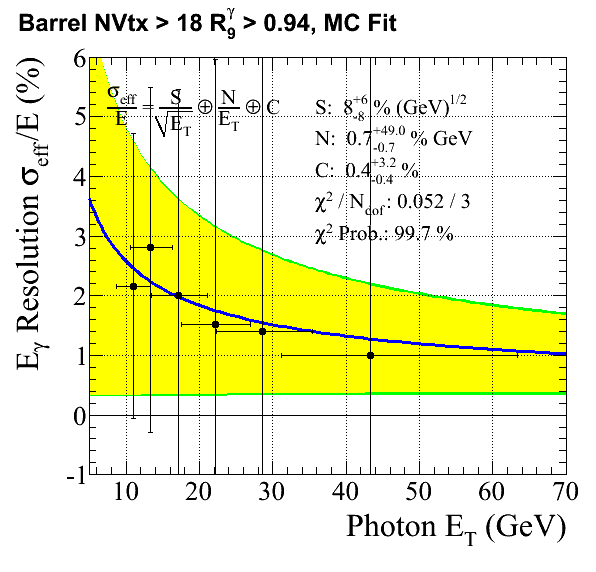 Barrel NVtx > 18 R₉^γ > 0.94, MC Fit
E_γ Resolution σ_eff/E (%)
6
5
4
3
2
1
0
-1
σ_eff/E = S/√E_T ⊕ N/E_T ⊕ C
S: 8 +6 -8 % (GeV)^1/2
N: 0.7 +49.0 -0.7 % GeV
C: 0.4 +3.2 -0.4 %
χ² / N_dof : 0.052 / 3
χ² Prob.: 99.7 %
10 20 30 40 50 60 70
Photon E_T (GeV)